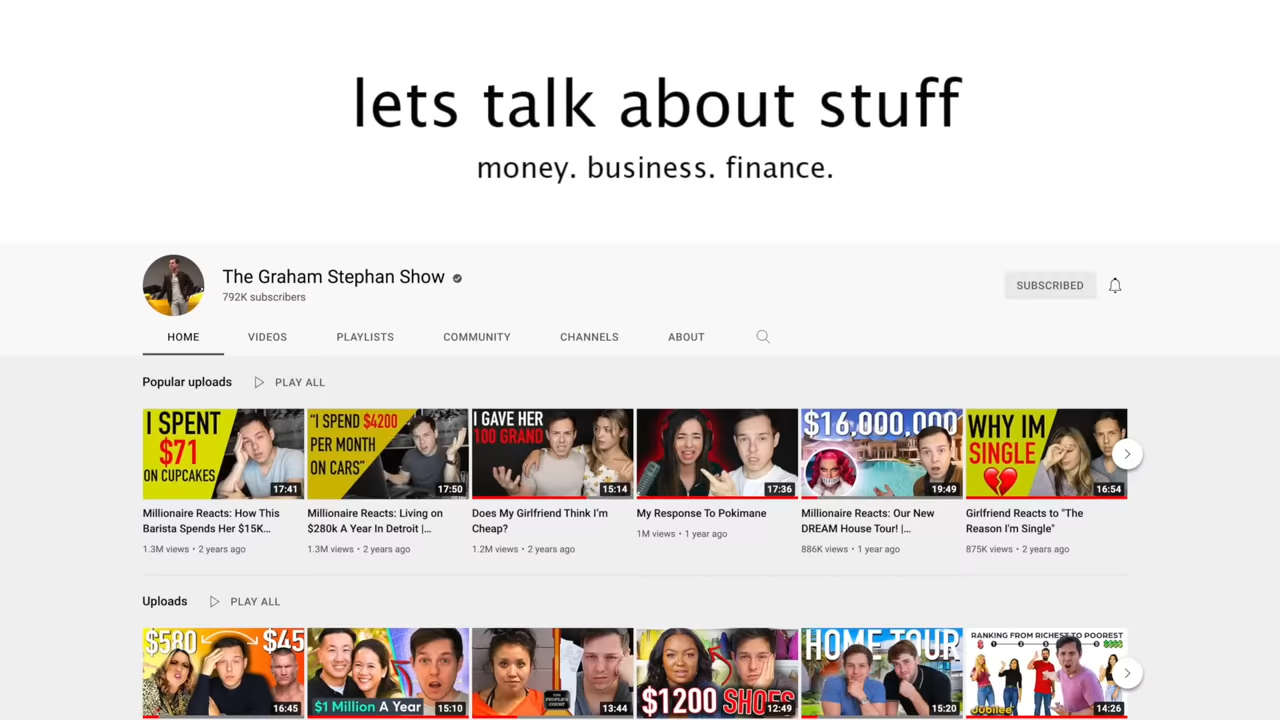 lets talk about stuff
money. business. finance.
The Graham Stephan Show
792K subscribers
SUBSCRIBED
HOME VIDEOS PLAYLISTS COMMUNITY CHANNELS ABOUT
Popular uploads PLAY ALL
I SPENT
$71
ON CUPCAKES
17:41
"I SPEND $4200
PER MONTH
ON CARS"
17:50
I GAVE HER
100 GRAND
15:14
17:36
$16,000,000
19:49
WHY IM
SINGLE
16:54
Millionaire Reacts: How This
Barista Spends Her $15K...
1.3M views • 2 years ago
Millionaire Reacts: Living on
$280k A Year In Detroit |...
1.3M views • 2 years ago
Does My Girlfriend Think I'm
Cheap?
1.2M views • 2 years ago
My Response To Pokimane
1M views • 1 year ago
Millionaire Reacts: Our New
DREAM House Tour! |...
886K views • 1 year ago
Girlfriend Reacts to "The
Reason I'm Single"
875K views • 2 years ago
Uploads PLAY ALL
$580 $45
16:45
$1 Million A Year
15:10
THE
PEOPLE'S
COURT
13:44
$1200 SHOES
12:49
HOME TOUR
15:20
RANKING FROM RICHEST TO POOREST
$ $$$$
Jubilee
14:26